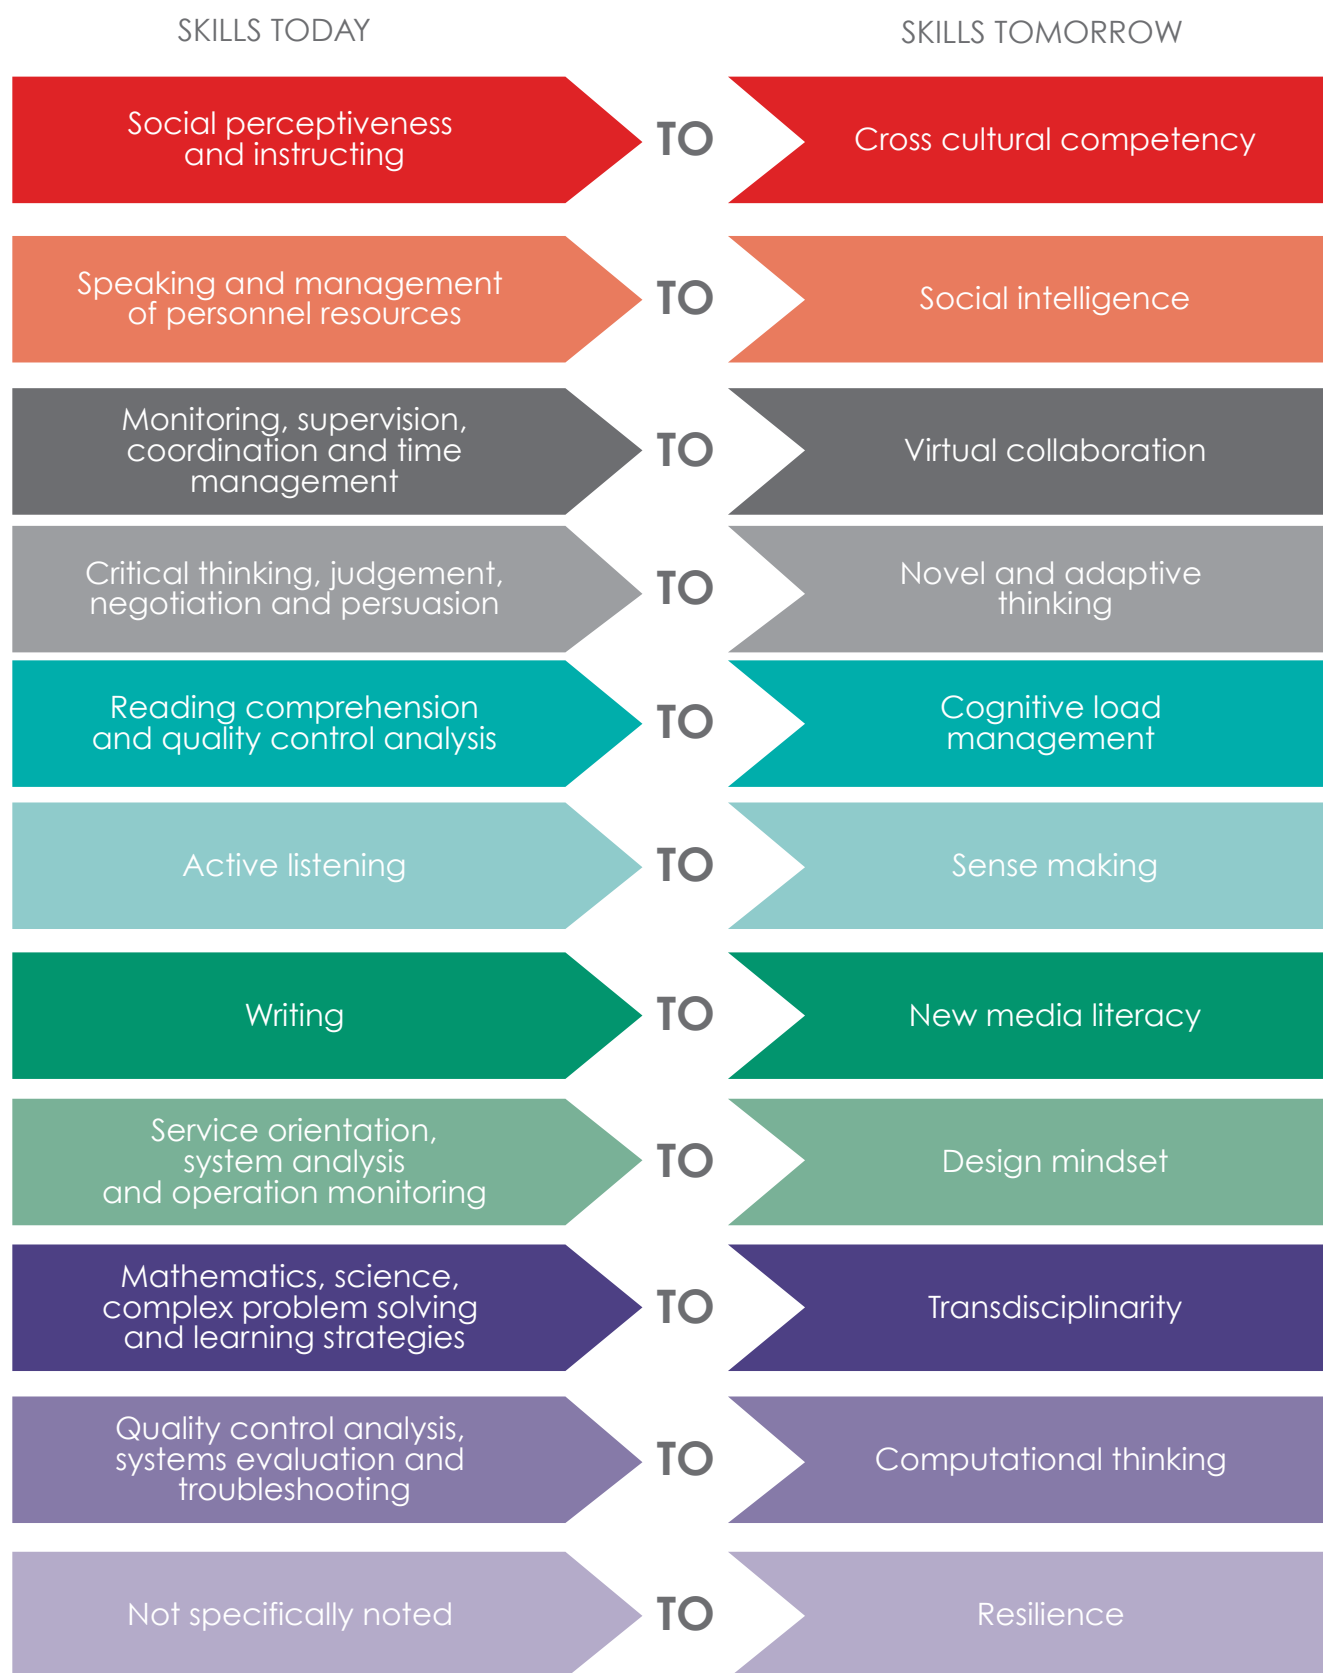 SKILLS TODAY
SKILLS TOMORROW
Social perceptiveness
and instructing
TO
Cross cultural competency
Speaking and management
of personnel resources
TO
Social intelligence
Monitoring, supervision,
coordination and time
management
TO
Virtual collaboration
Critical thinking, judgement,
negotiation and persuasion
TO
Novel and adaptive
thinking
Reading comprehension
and quality control analysis
TO
Cognitive load
management
Active listening
TO
Sense making
Writing
TO
New media literacy
Service orientation,
system analysis
and operation monitoring
TO
Design mindset
Mathematics, science,
complex problem solving
and learning strategies
TO
Transdisciplinarity
Quality control analysis,
systems evaluation and
troubleshooting
TO
Computational thinking
Not specifically noted
TO
Resilience